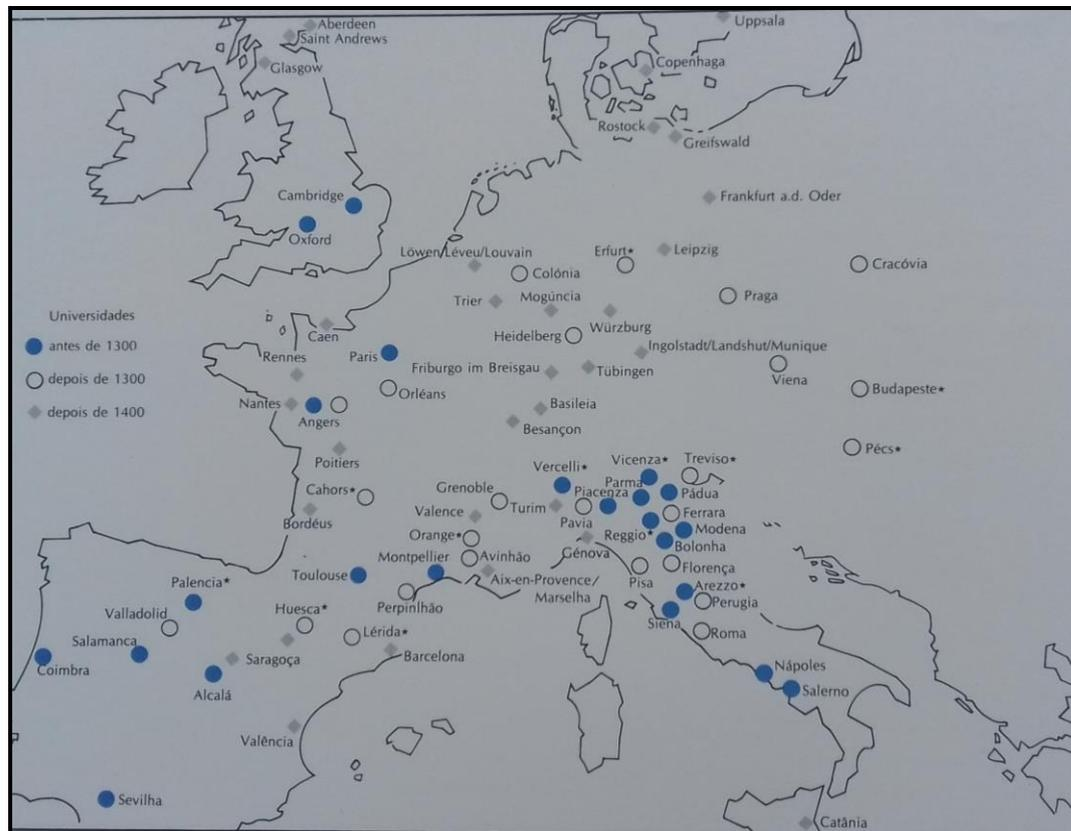 Aberdeen
Saint Andrews
Glasgow
Uppsala
Copenhaga
Rostock
Greifswald
Frankfurt a.d. Oder
Cambridge
Oxford
Löwen/Léveu/Louvain
Erfurt★
Leipzig
Colónia
Cracóvia
Trier
Mogúncia
Praga
Universidades
antes de 1300
depois de 1300
depois de 1400
Caen
Heidelberg
Würzburg
Ingolstadt/Landshut/Munique
Rennes
Paris
Friburgo im Breisgau
Tübingen
Viena
Orléans
Budapeste★
Nantes
Angers
Basileia
Besançon
Poitiers
Pécs★
Cahors★
Vercelli★
Vicenza★
Treviso★
Grenoble
Piacenza
Parma
Pádua
Bordéus
Valence
Turim
Pavia
Ferrara
Orange★
Génova
Reggio★
Modena
Bolonha
Montpellier
Avinhão
Florença
Toulouse
Aix-en-Provence/
Marselha
Pisa
Palencia★
Perpinlhão
Arezzo★
Valladolid
Huesca★
Perugia
Siena
Salamanca
Lérida★
Roma
Coimbra
Saragoça
Barcelona
Alcalá
Nápoles
Salerno
Valência
Sevilha
Catânia